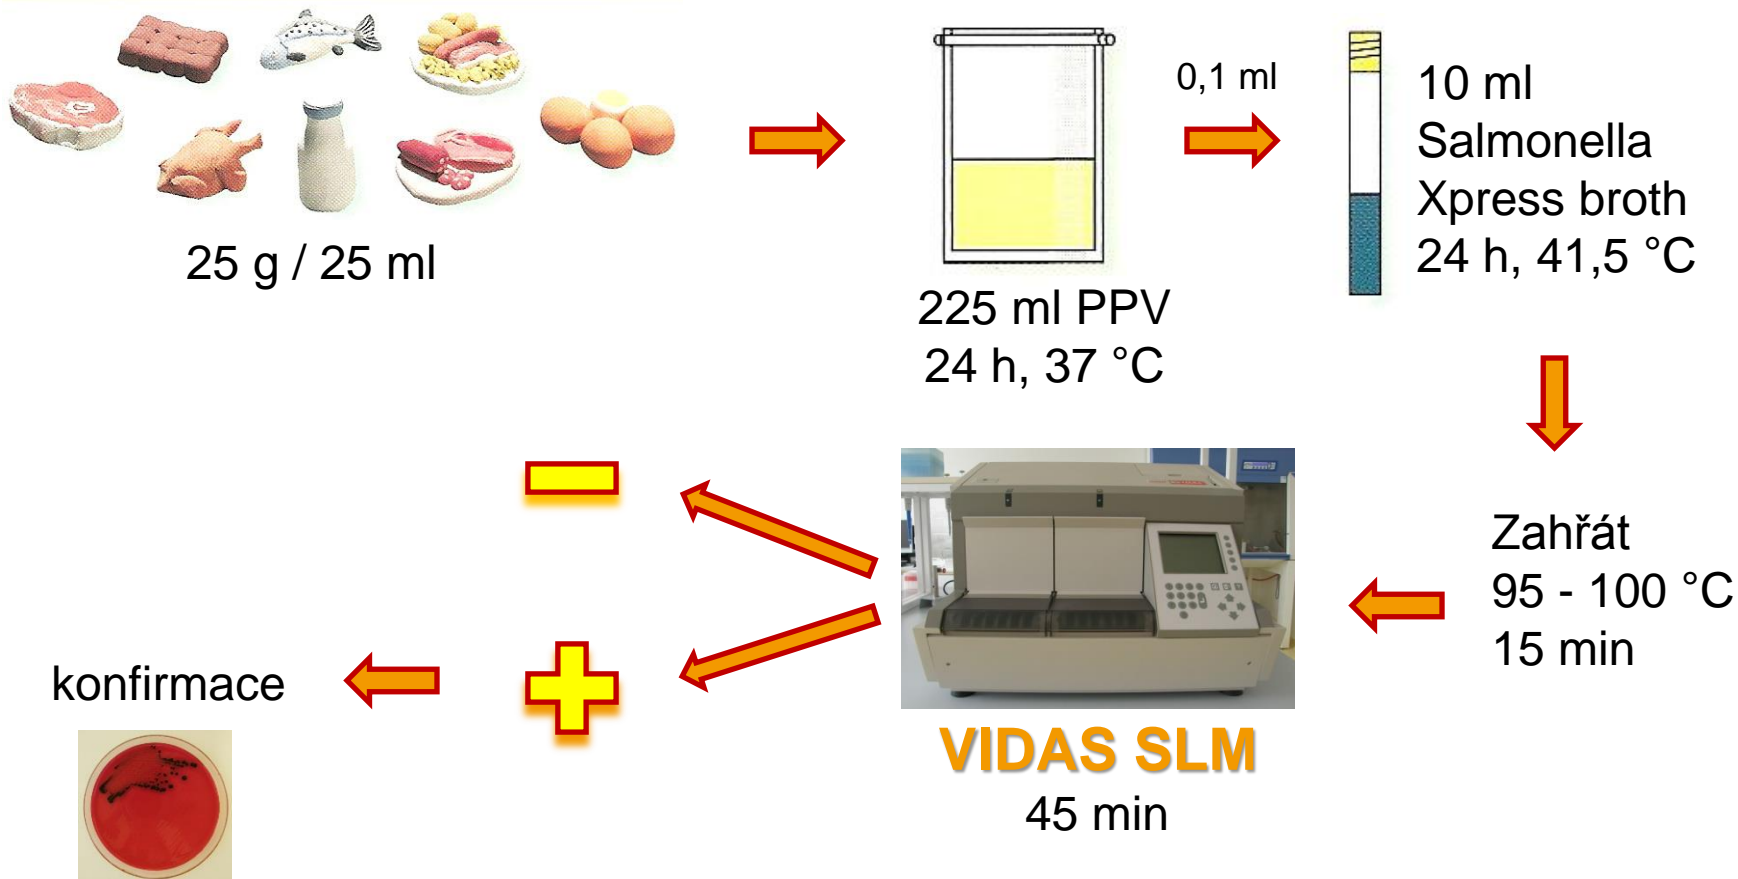 25 g / 25 ml
225 ml PPV
24 h, 37 °C
0,1 ml
10 ml
Salmonella
Xpress broth
24 h, 41,5 °C
Zahřát
95 - 100 °C
15 min
VIDAS SLM
45 min
konfirmace